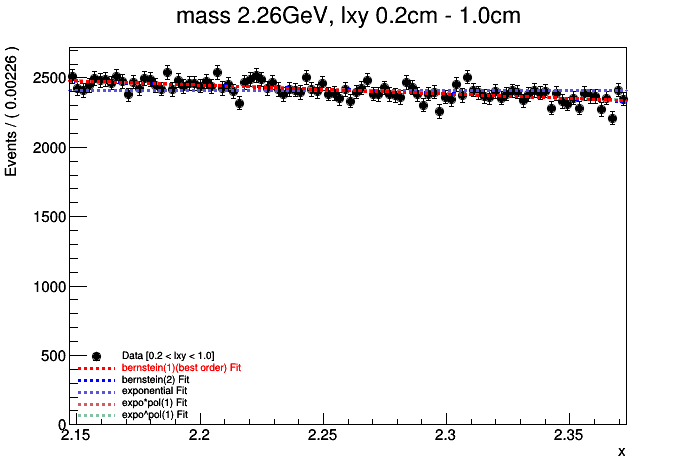 mass 2.26GeV, lxy 0.2cm - 1.0cm
Events / ( 0.00226 )
2500
2000
1500
1000
500
0
Data [0.2 < lxy < 1.0]
bernstein(1)(best order) Fit
bernstein(2) Fit
exponential Fit
expo*pol(1) Fit
expo^pol(1) Fit
2.15 2.2 2.25 2.3 2.35
x